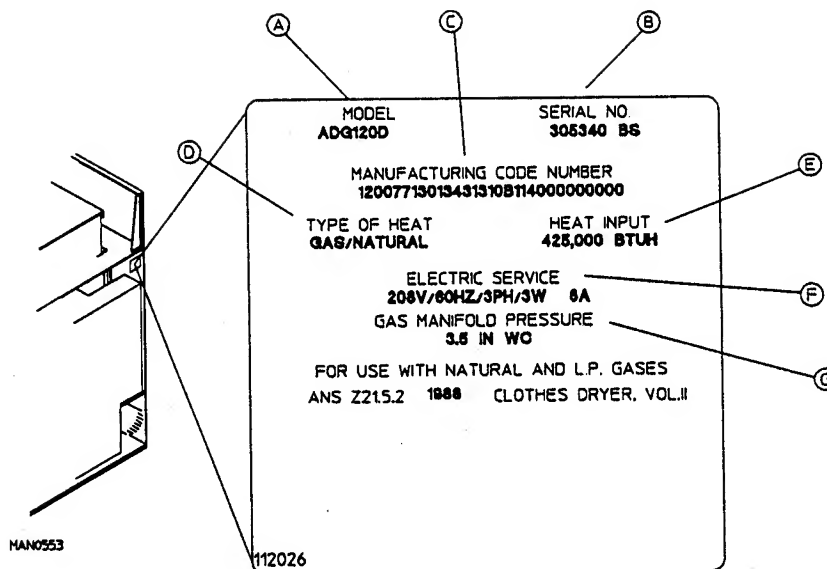 A
C
B
MODEL SERIAL NO.
ADG120D 305340 BS
D
MANUFACTURING CODE NUMBER
E
12007713013431310B114000000000
TYPE OF HEAT HEAT INPUT
GAS/NATURAL 425,000 BTUH
ELECTRIC SERVICE
F
208V/60HZ/3PH/3W 6A
GAS MANIFOLD PRESSURE
3.5 IN WC
FOR USE WITH NATURAL AND L.P. GASES
G
ANS Z21.5.2 1988 CLOTHES DRYER, VOL.II
MAN0553
112026